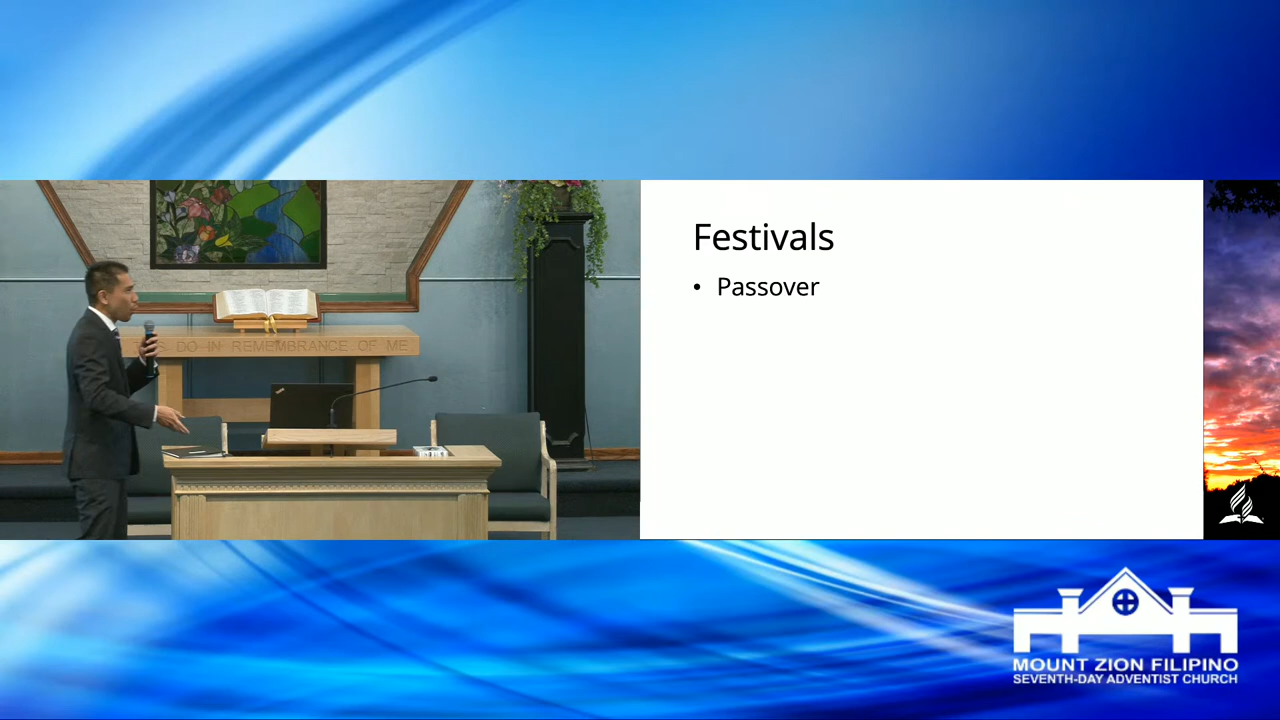 Festivals
• Passover
DO IN REMEMBRANCE OF ME
MOUNT ZION FILIPINO
SEVENTH-DAY ADVENTIST CHURCH